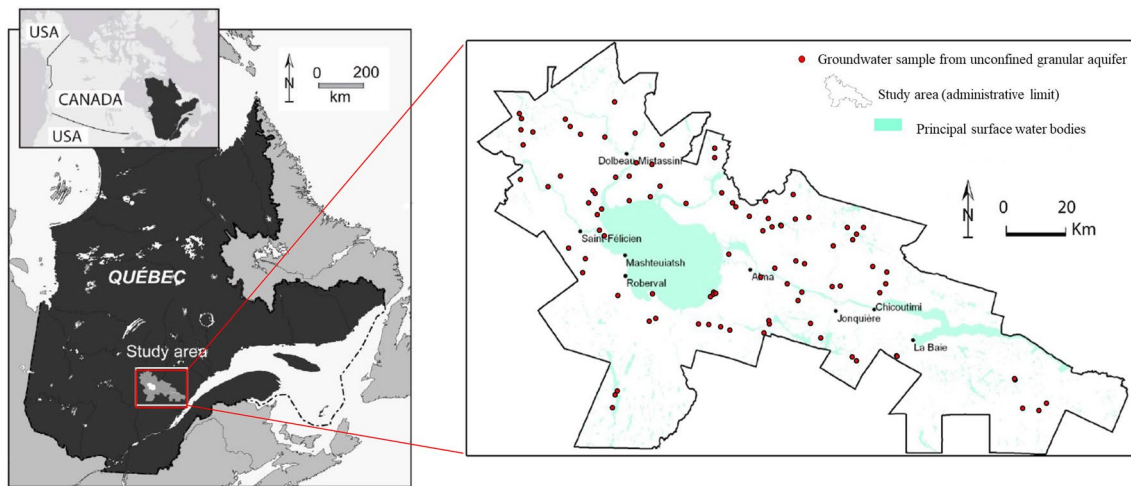 USA
CANADA
USA
N
0 200
km
QUÉBEC
Study area
Groundwater sample from unconfined granular aquifer
Study area (administrative limit)
Principal surface water bodies
N
0 20
Km
Dolbeau-Mistassini
Saint-Félicien
Mashteuiatsh
Roberval
Alma
Chicoutimi
Jonquière
La Baie